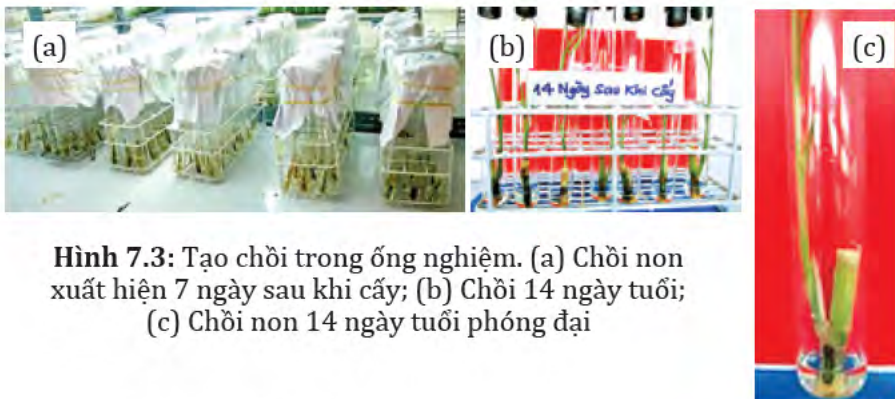 (a)
(b)
(c)
14 Ngày Sau Khi Cấy
Hình 7.3: Tạo chồi trong ống nghiệm. (a) Chồi non
xuất hiện 7 ngày sau khi cấy; (b) Chồi 14 ngày tuổi;
(c) Chồi non 14 ngày tuổi phóng đại